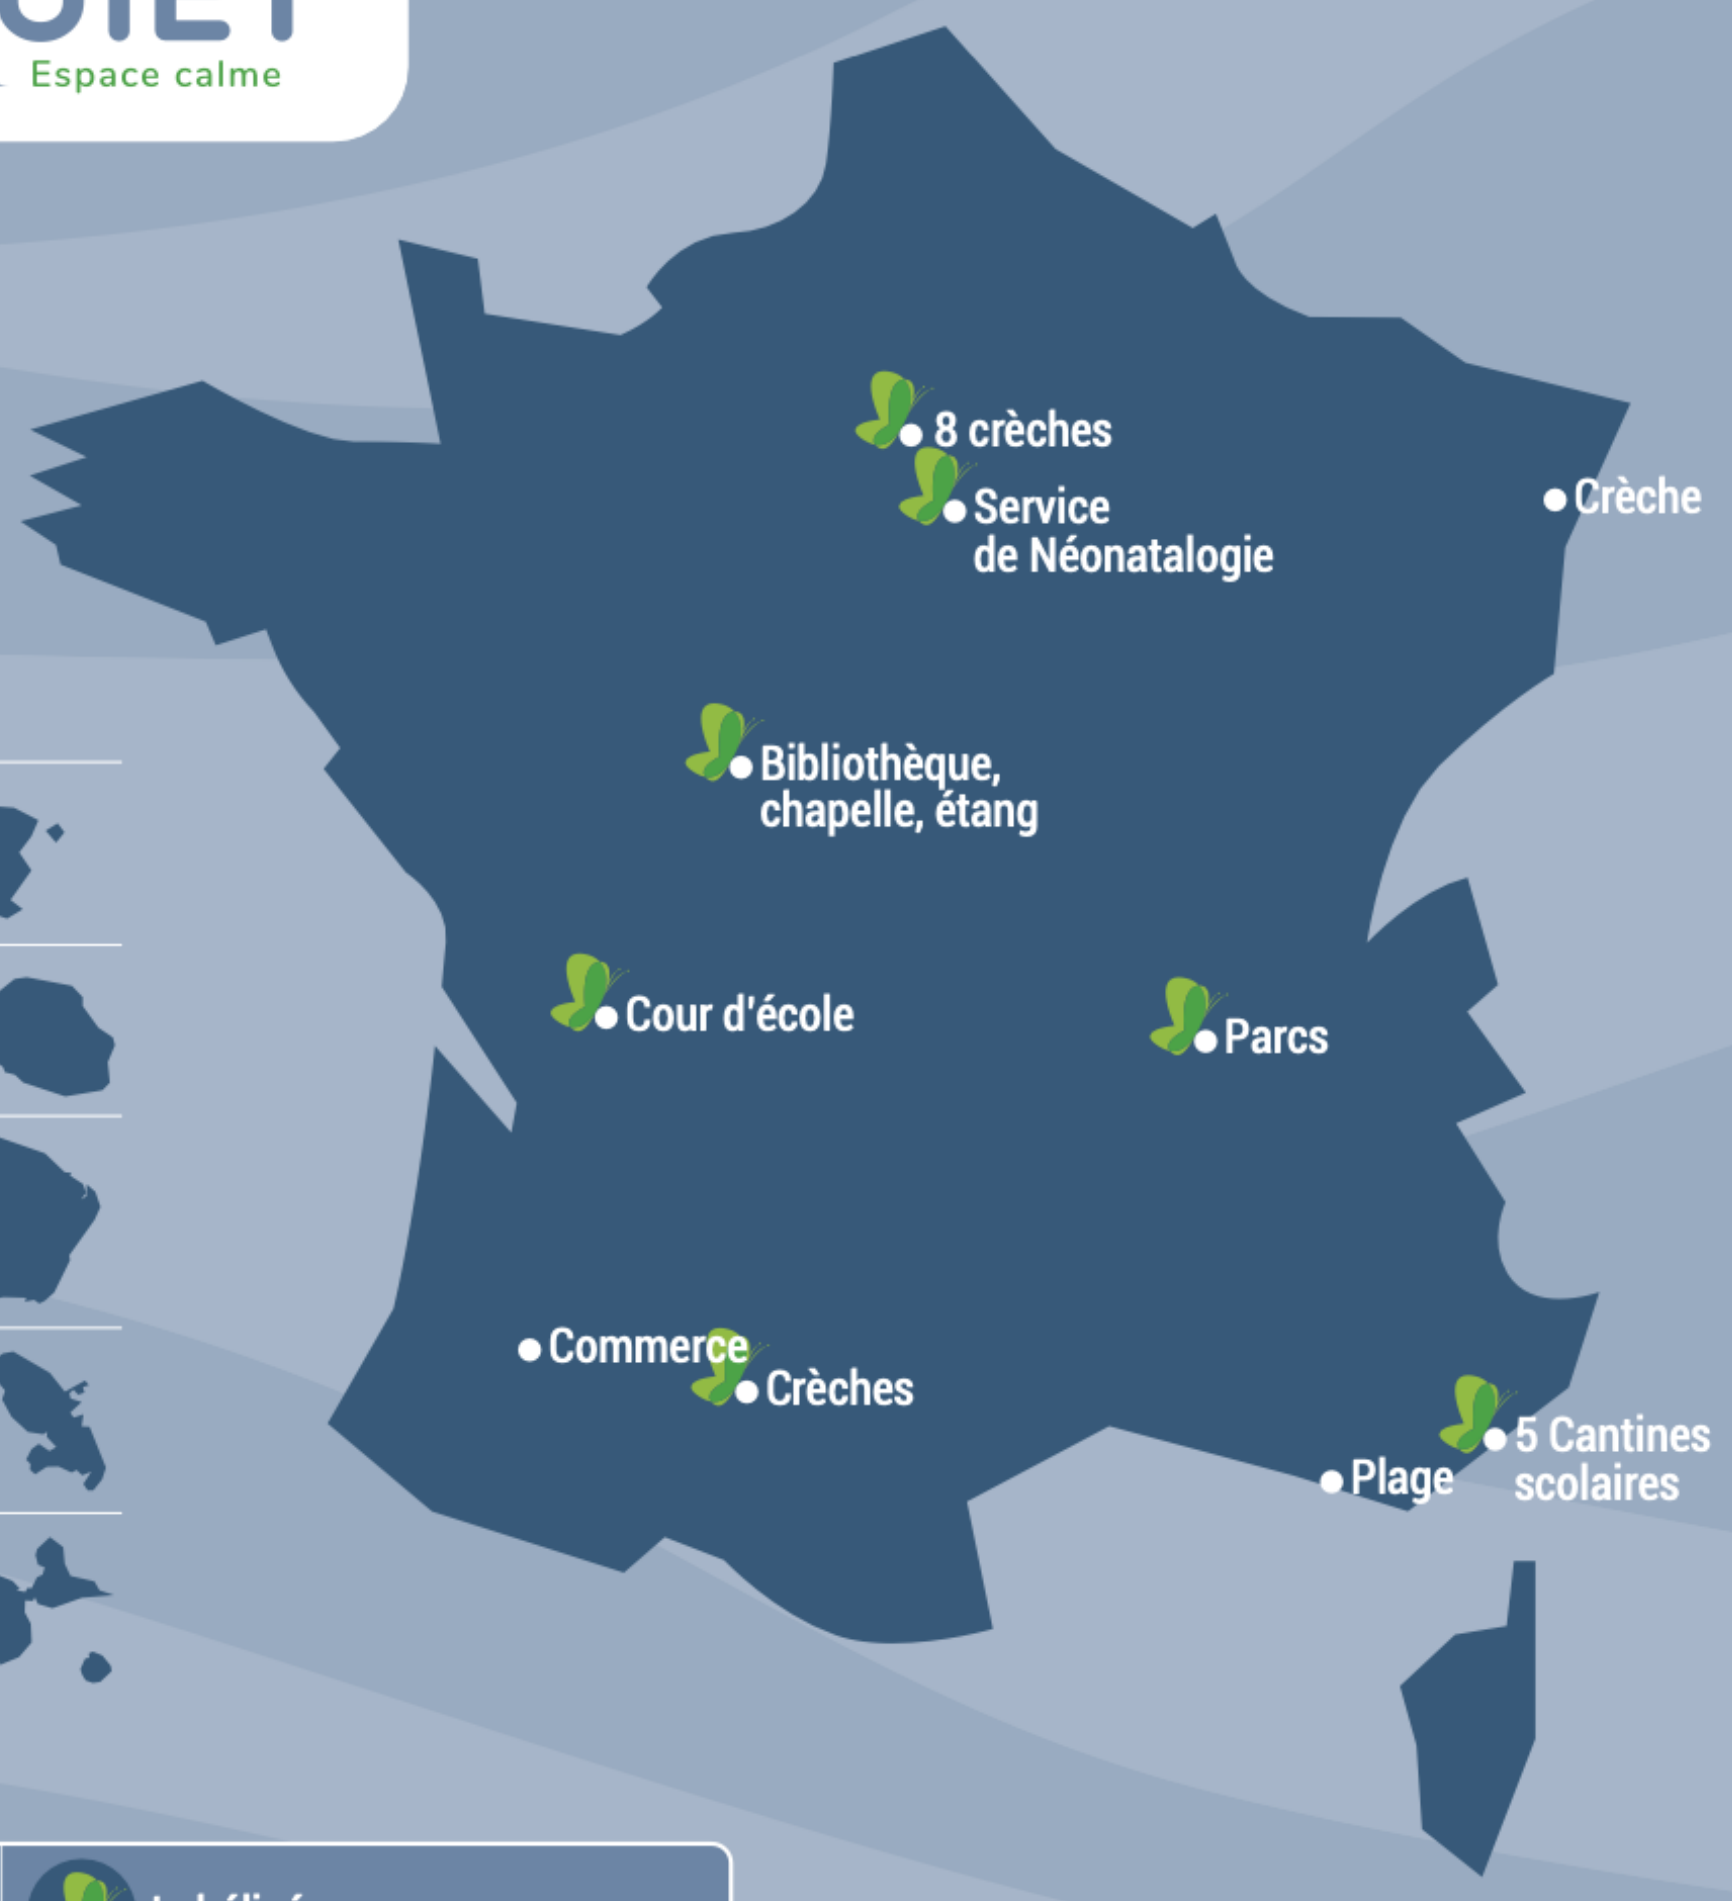 Espace calme
8 crèches
Service
de Néonatalogie
Crèche
Bibliothèque,
chapelle, étang
Cour d'école
Parcs
Commerce
Crèches
5 Cantines
scolaires
Plage